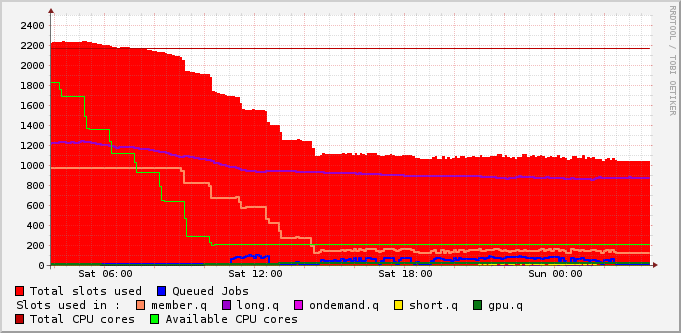 RRDTOOL / TOBI OETIKER
2400
2200
2000
1800
1600
1400
1200
1000
800
600
400
200
0
Sat 06:00 Sat 12:00 Sat 18:00 Sun 00:00
Total slots used Queued Jobs
Slots used in : member.q long.q ondemand.q short.q gpu.q
Total CPU cores Available CPU cores